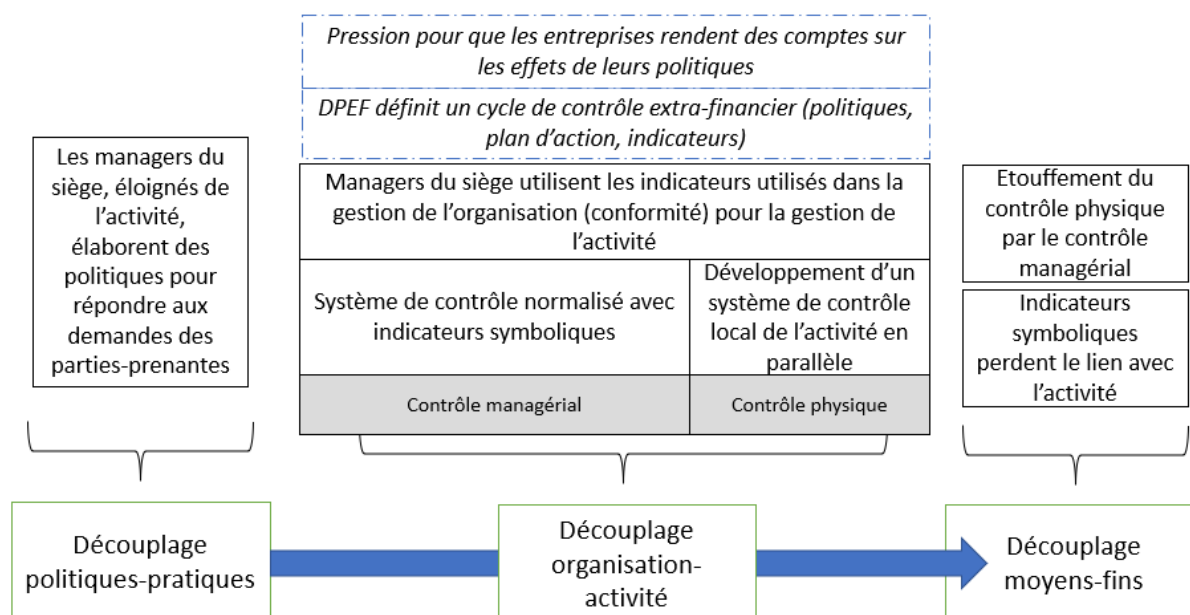 Pression pour que les entreprises rendent des comptes sur
les effets de leurs politiques
DPEF définit un cycle de contrôle extra-financier (politiques,
plan d'action, indicateurs)
Les managers du
siège, éloignés de
l'activité,
élaborent des
politiques pour
répondre aux
demandes des
parties-prenantes
Managers du siège utilisent les indicateurs utilisés dans la
gestion de l'organisation (conformité) pour la gestion de
l'activité
Système de contrôle normalisé avec
indicateurs symboliques
Développement d'un
système de contrôle
local de l'activité en
parallèle
Contrôle managérial
Contrôle physique
Etouffement du
contrôle physique
par le contrôle
managérial
Indicateurs
symboliques
perdent le lien avec
l'activité
Découplage
politiques-pratiques
Découplage
organisation-
activité
Découplage
moyens-fins